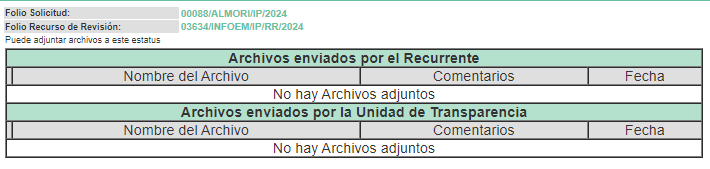 Folio Solicitud: 00088/ALMORI/IP/2024
Folio Recurso de Revisión: 03634/INFOEM/IP/RR/2024
Puede adjuntar archivos a este estatus
Archivos enviados por el Recurrente
Nombre del Archivo Comentarios Fecha
No hay Archivos adjuntos
Archivos enviados por la Unidad de Transparencia
Nombre del Archivo Comentarios Fecha
No hay Archivos adjuntos